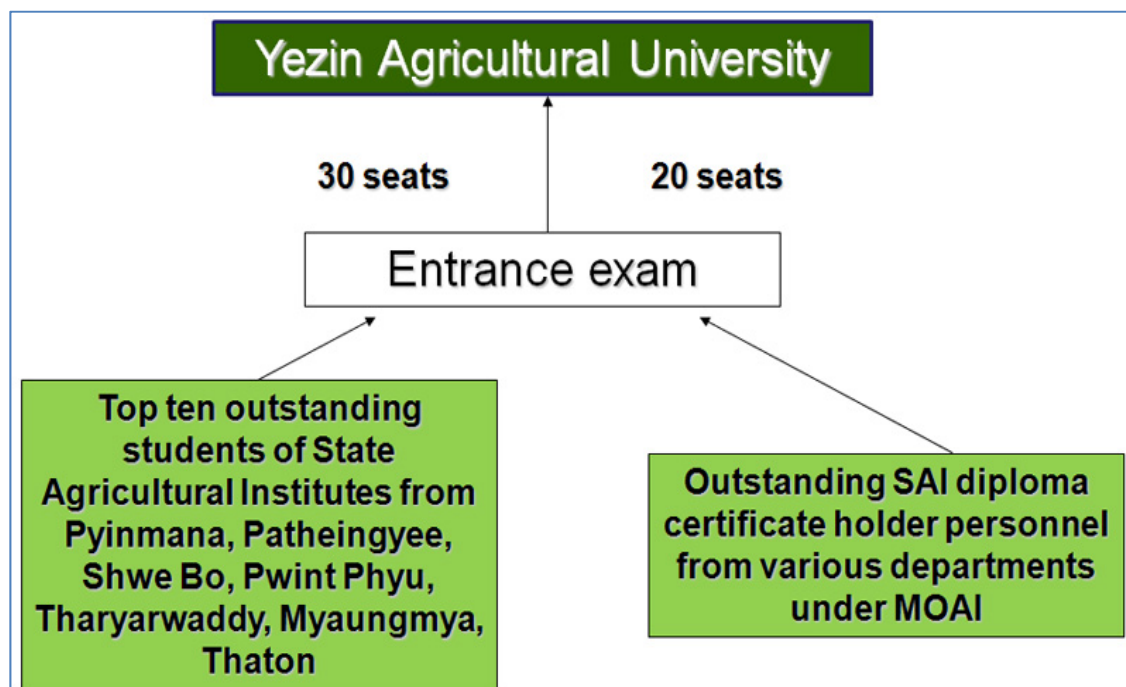 Yezin Agricultural University
30 seats
20 seats
Entrance exam
Top ten outstanding
students of State
Agricultural Institutes from
Pyinmana, Patheingyee,
Shwe Bo, Pwint Phyu,
Tharyarwaddy, Myaungmya,
Thaton
Outstanding SAI diploma
certificate holder personnel
from various departments
under MOAI